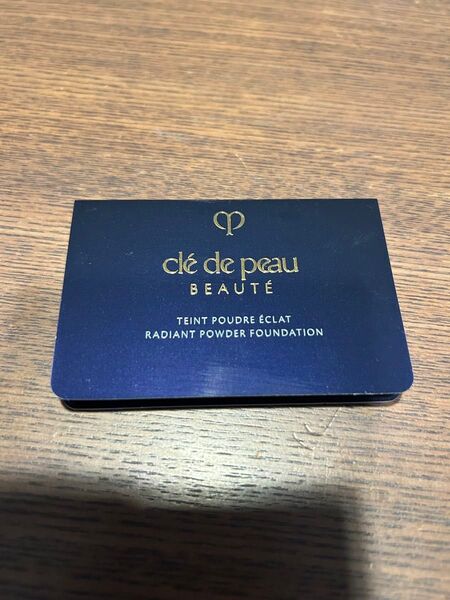 clé de peau
BEAUTÉ
TEINT POUDRE ÉCLAT
RADIANT POWDER FOUNDATION